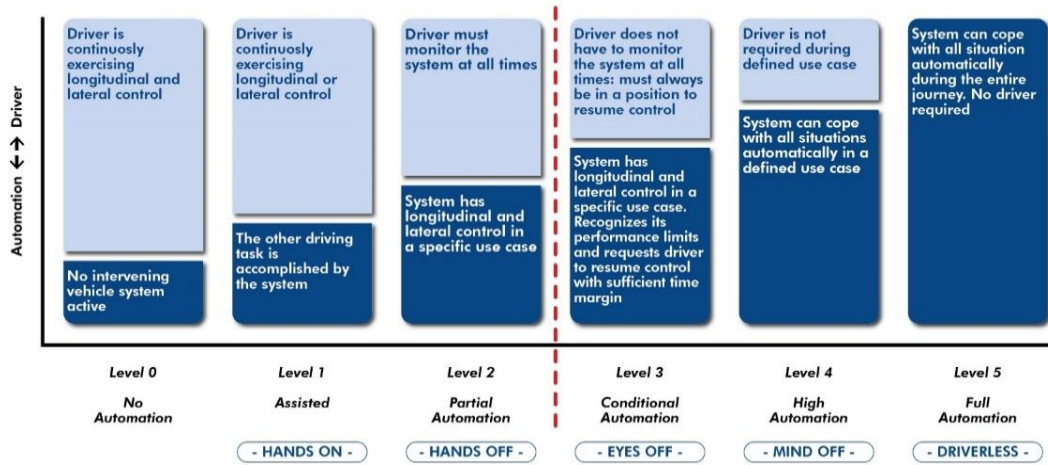 Automation ←→ Driver
Driver is
continuosly
exercising
longitudinal and
lateral control
No intervening
vehicle system
active
Driver is
continuosly
exercising
longitudinal or
lateral control
The other driving
task is
accomplished by
the system
Driver must
monitor the
system at all times
System has
longitudinal and
lateral control in
a specific use case
Driver does not
have to monitor
the system at all
times: must always
be in a position to
resume control
System has
longitudinal and
lateral control in a
specific use case.
Recognizes its
performance limits
and requests driver
to resume control
with sufficient time
margin
Driver is not
required during
defined use case
System can cope
with all situations
automatically in a
defined use case
System can cope
with all situation
automatically
during the entire
journey. No driver
required
Level 0
No
Automation
Level 1
Assisted
- HANDS ON -
Level 2
Partial
Automation
- HANDS OFF -
Level 3
Conditional
Automation
- EYES OFF -
Level 4
High
Automation
- MIND OFF -
Level 5
Full
Automation
- DRIVERLESS -